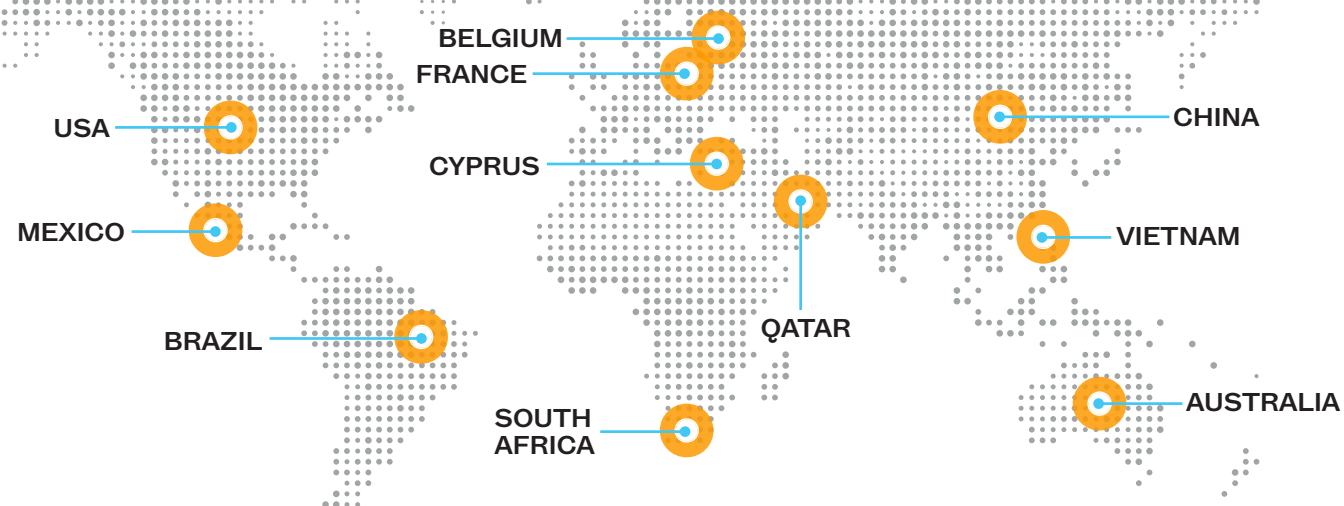 BELGIUM
FRANCE
USA
CHINA
CYPRUS
MEXICO
VIETNAM
QATAR
BRAZIL
AUSTRALIA
SOUTH
AFRICA